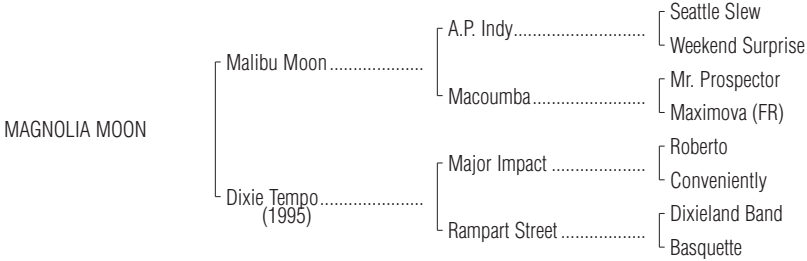 Seattle Slew
A.P. Indy..............................
Weekend Surprise
Malibu Moon.....................
Mr. Prospector
Macoumba..........................
Maximova (FR)
MAGNOLIA MOON
Roberto
Major Impact.....................
Conveniently
Dixie Tempo.......................
(1995)
Dixieland Band
Rampart Street...................
Basquette